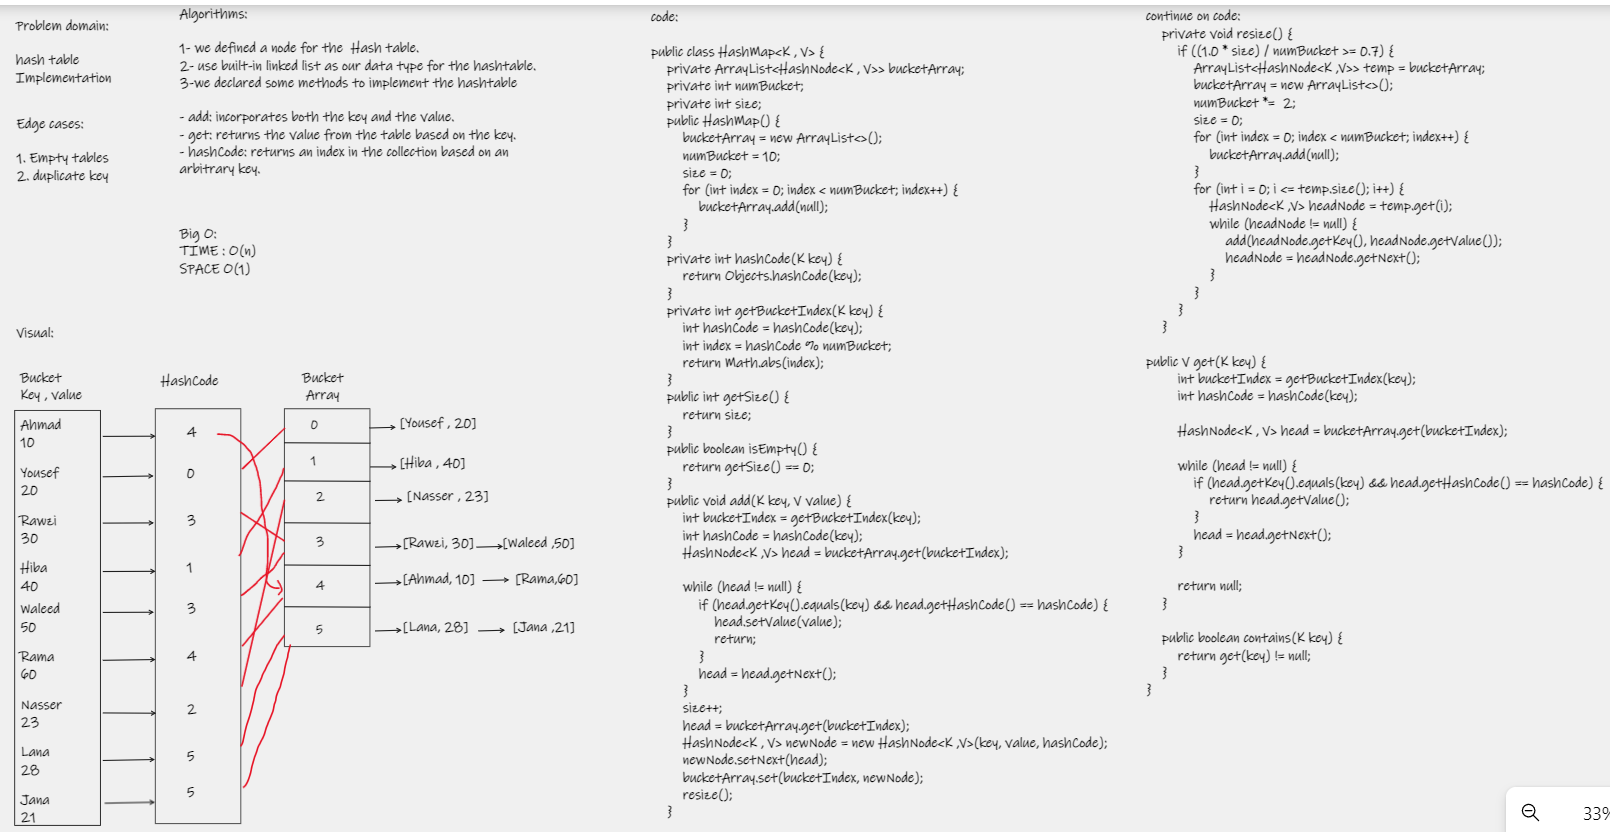 Problem domain:
hash table
Implementation
Edge cases:
1. Empty tables
2. duplicate key
Algorithms:
1- we defined a node for the Hash table.
2- use built-in linked list as our data type for the hashtable.
3-we declared some methods to implement the hashtable
- add: incorporates both the key and the value.
- get: returns the value from the table based on the key.
- hashCode: returns an index in the collection based on an
arbitrary key.
Big O:
TIME : O(n)
SPACE O(1)
Visual:
Bucket
Key , value
Ahmad
10
Yousef
20
Rawzi
30
Hiba
40
Waleed
50
Rama
60
Nasser
23
Lana
28
Jana
21
HashCode
4
0
3
1
3
4
2
5
5
Bucket
Array
0
[Yousef , 20]
1
[Hiba , 40]
2
[Nasser , 23]
3
[Rawzi, 30] [Waleed ,50]
4
[Ahmad, 10] [Rama,60]
5
[Lana, 28] [Jana ,21]
code:
public class HashMap<K , V> {
private ArrayList<HashNode<K , V>> bucketArray;
private int numBucket;
private int size;
public HashMap() {
bucketArray = new ArrayList<>();
numBucket = 10;
size = 0;
for (int index = 0; index < numBucket; index++) {
bucketArray.add(null);
}
}
private int hashCode(K key) {
return Objects.hashCode(key);
}
private int getBucketIndex(K key) {
int hashCode = hashCode(key);
int index = hashCode % numBucket;
return Math.abs(index);
}
public int getSize() {
return size;
}
public boolean isEmpty() {
return getSize() == 0;
}
public void add(K key, V value) {
int bucketIndex = getBucketIndex(key);
int hashCode = hashCode(key);
HashNode<K ,V> head = bucketArray.get(bucketIndex);
while (head != null) {
if (head.getKey().equals(key) && head.getHashCode() == hashCode) {
head.setValue(value);
return;
}
head = head.getNext();
}
size++;
head = bucketArray.get(bucketIndex);
HashNode<K , V> newNode = new HashNode<K ,V>(key, value, hashCode);
newNode.setNext(head);
bucketArray.set(bucketIndex, newNode);
resize();
}
continue on code:
private void resize() {
if ((1.0 * size) / numBucket >= 0.7) {
ArrayList<HashNode<K ,V>> temp = bucketArray;
bucketArray = new ArrayList<>();
numBucket *= 2;
size = 0;
for (int index = 0; index < numBucket; index++) {
bucketArray.add(null);
}
for (int i = 0; i <= temp.size(); i++) {
HashNode<K ,V> headNode = temp.get(i);
while (headNode != null) {
add(headNode.getKey(), headNode.getValue());
headNode = headNode.getNext();
}
}
}
}
public V get(K key) {
int bucketIndex = getBucketIndex(key);
int hashCode = hashCode(key);
HashNode<K , V> head = bucketArray.get(bucketIndex);
while (head != null) {
if (head.getKey().equals(key) && head.getHashCode() == hashCode) {
return head.getValue();
}
head = head.getNext();
}
return null;
}
public boolean contains(K key) {
return get(key) != null;
}
}
33%